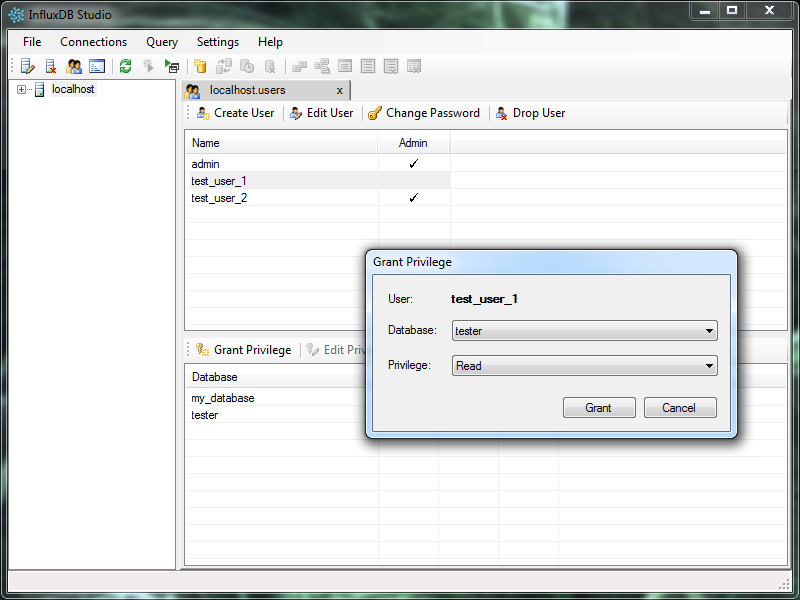 InfluxDB Studio
File Connections Query Settings Help
localhost
localhost.users x
Create User Edit User Change Password Drop User
Name Admin
admin ✓
test_user_1
test_user_2 ✓
Grant Privilege
User: test_user_1
Database: tester
Privilege: Read
Grant Cancel
Grant Privilege Edit Priv
Database
my_database
tester